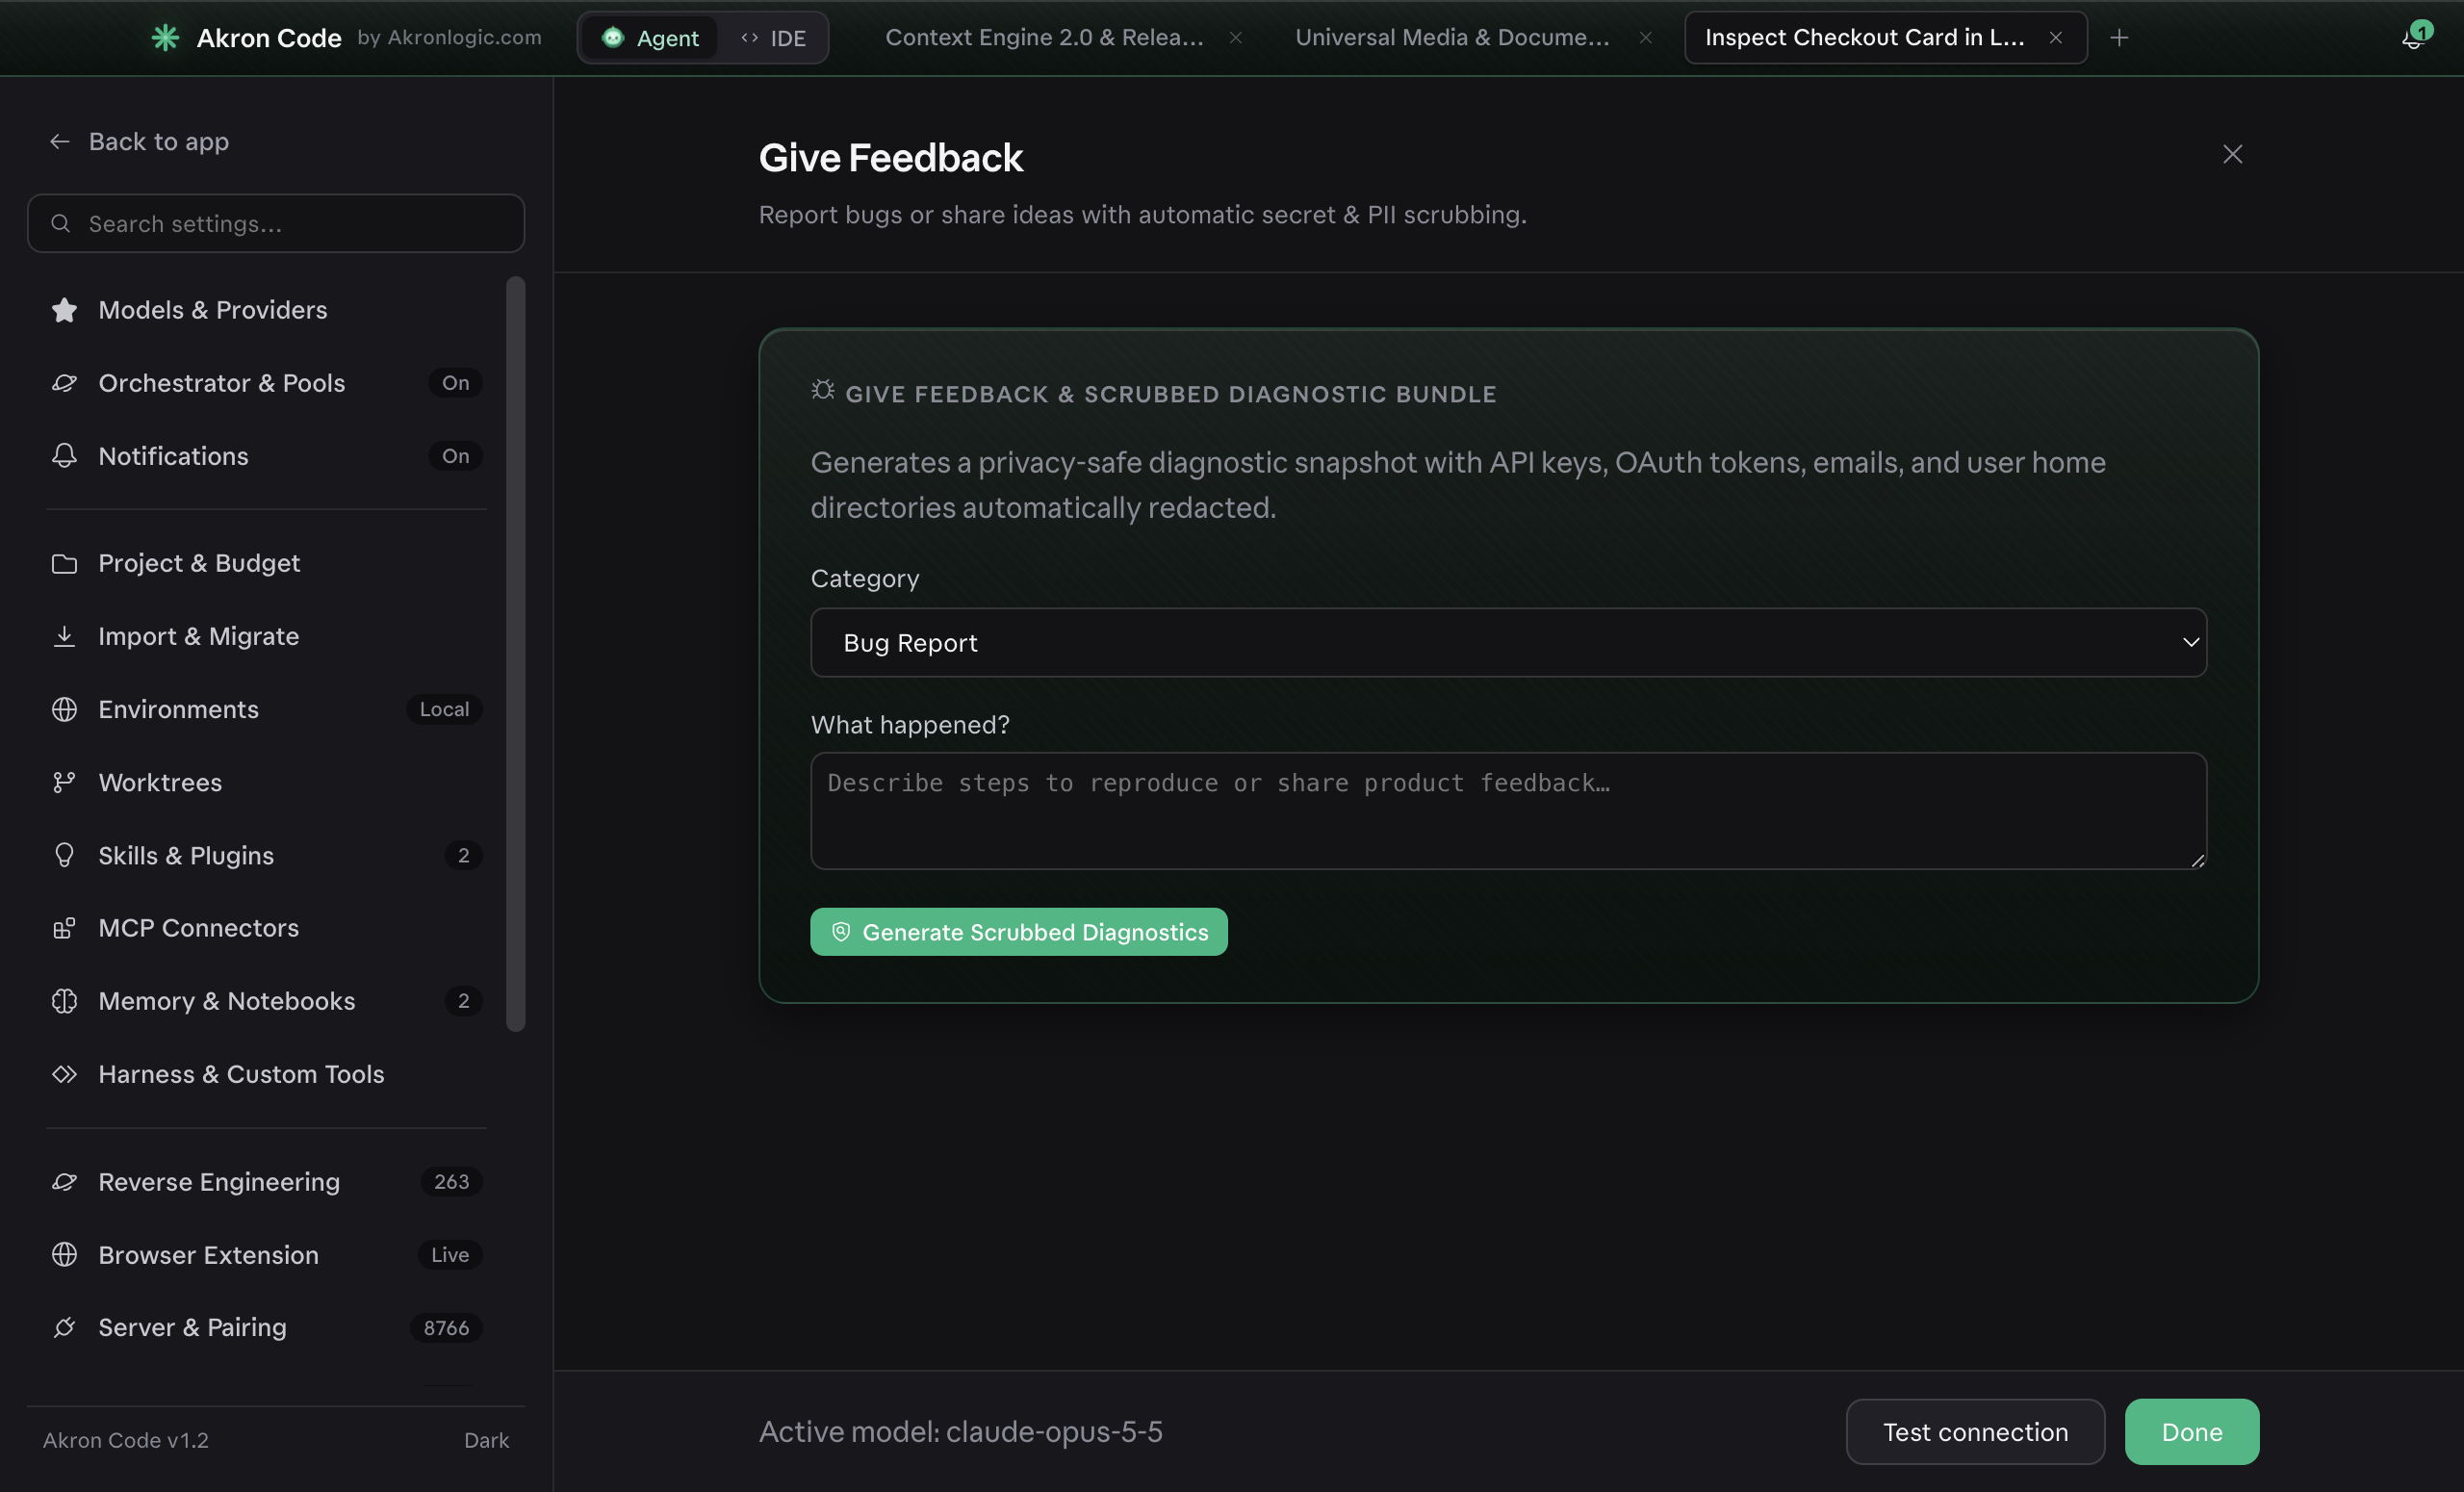 Akron Code by Akronlogic.com
Agent
IDE
Context Engine 2.0 & Relea...
Universal Media & Docume...
Inspect Checkout Card in L...
1
Back to app
Search settings...
Models & Providers
Orchestrator & Pools On
Notifications On
Project & Budget
Import & Migrate
Environments Local
Worktrees
Skills & Plugins 2
MCP Connectors
Memory & Notebooks 2
Harness & Custom Tools
Reverse Engineering 263
Browser Extension Live
Server & Pairing 8766
Akron Code v1.2 Dark
Give Feedback
Report bugs or share ideas with automatic secret & PII scrubbing.
GIVE FEEDBACK & SCRUBBED DIAGNOSTIC BUNDLE
Generates a privacy-safe diagnostic snapshot with API keys, OAuth tokens, emails, and user home
directories automatically redacted.
Category
Bug Report
What happened?
Describe steps to reproduce or share product feedback…
Generate Scrubbed Diagnostics
Active model: claude-opus-5-5
Test connection
Done